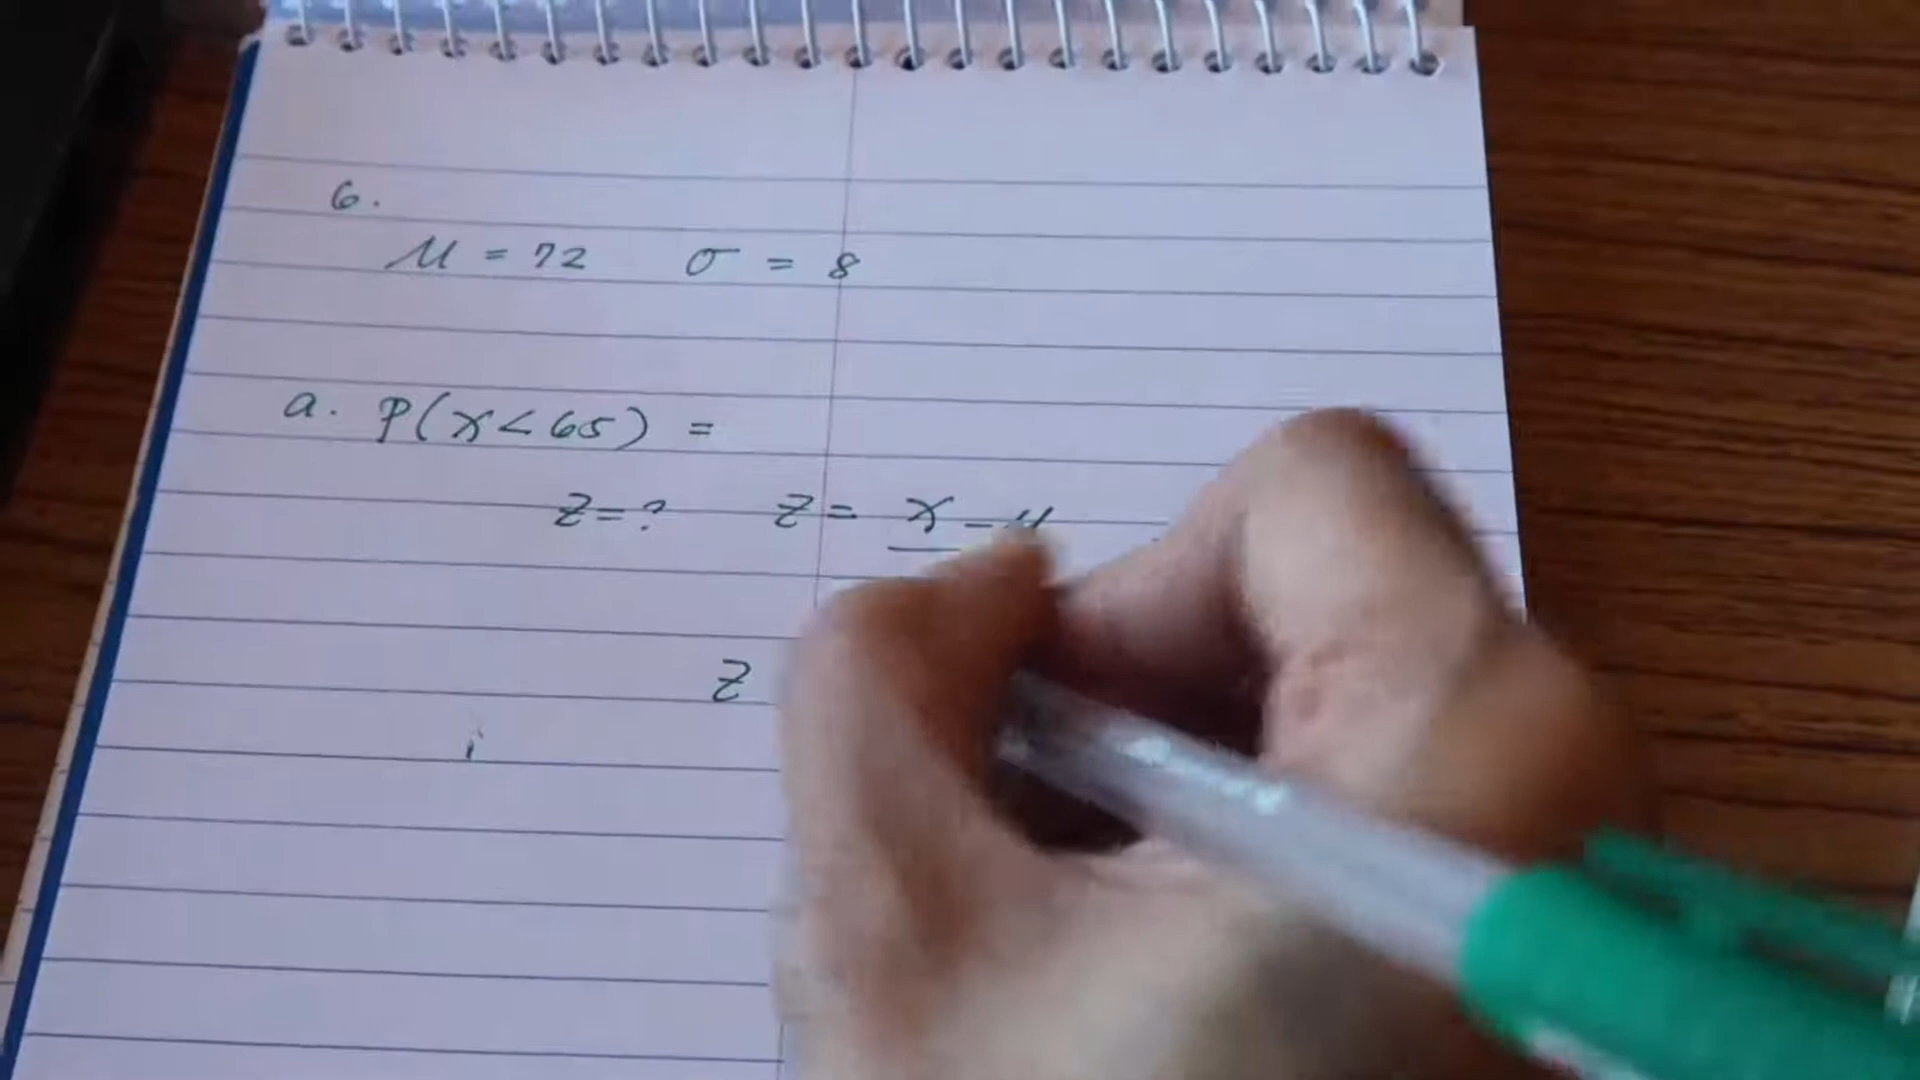 6.
μ = 72 σ = 8
a. P(x<65) =
z=? z = x - μ
z